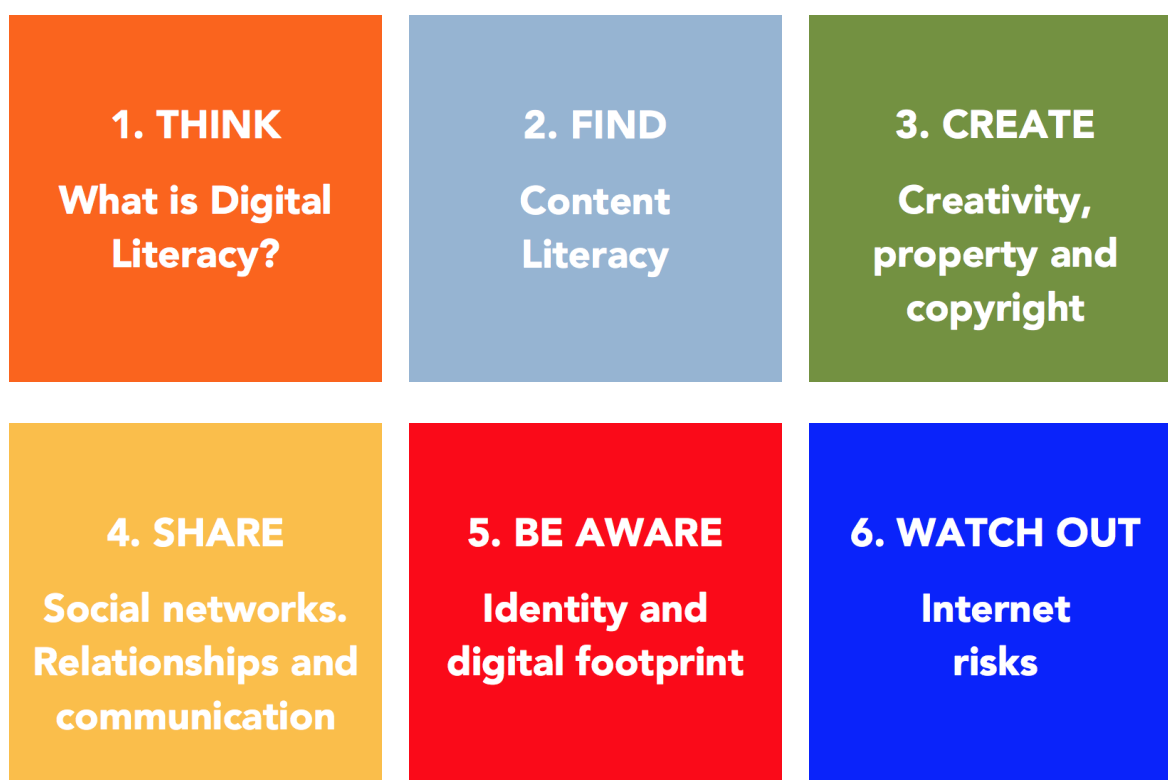 1. THINK
What is Digital
Literacy?
2. FIND
Content
Literacy
3. CREATE
Creativity,
property and
copyright
4. SHARE
Social networks.
Relationships and
communication
5. BE AWARE
Identity and
digital footprint
6. WATCH OUT
Internet
risks